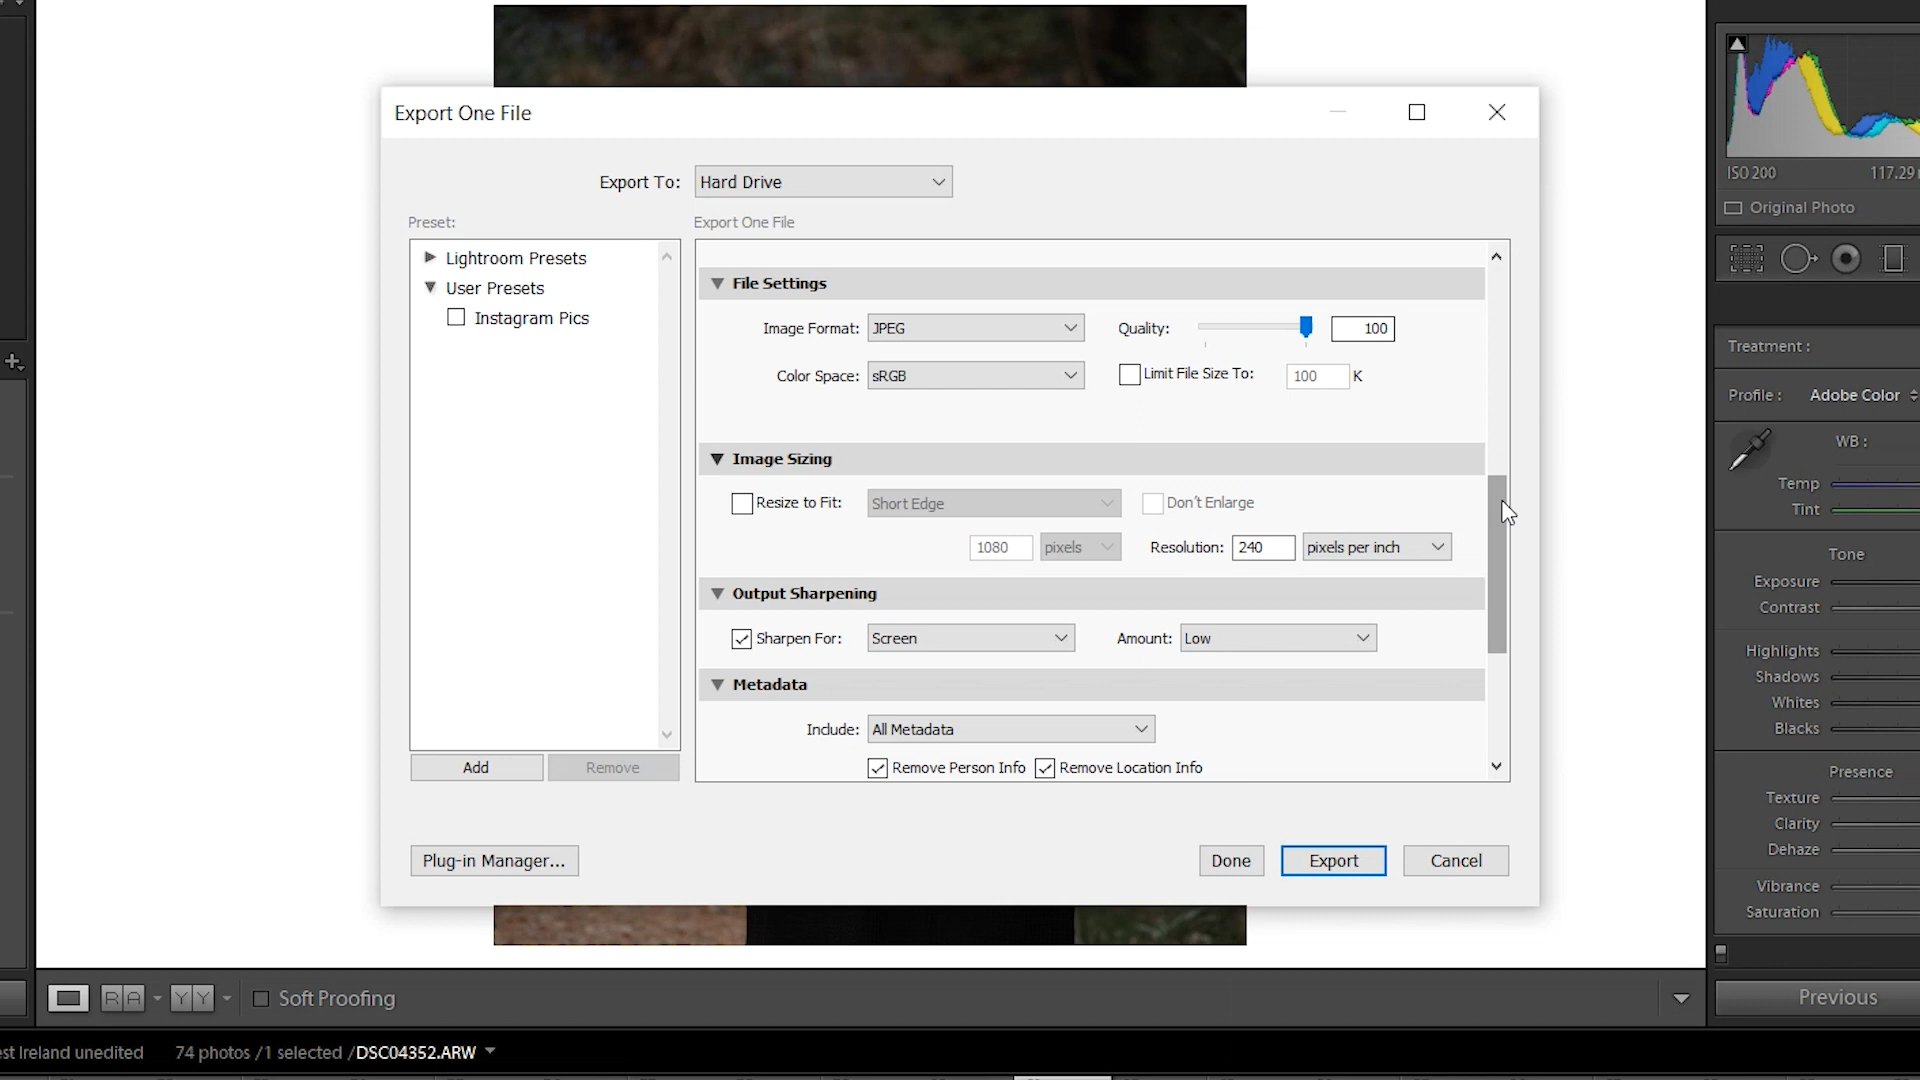 Export One File
Export To: Hard Drive
Preset:
Export One File
Lightroom Presets
User Presets
Instagram Pics
Add
Remove
File Settings
Image Format: JPEG
Quality: 100
Color Space: sRGB
Limit File Size To: 100 K
Image Sizing
Resize to Fit: Short Edge
Don't Enlarge
1080 pixels
Resolution: 240 pixels per inch
Output Sharpening
Sharpen For: Screen
Amount: Low
Metadata
Include: All Metadata
Remove Person Info
Remove Location Info
Plug-in Manager...
Done
Export
Cancel
ISO 200
117.29
Original Photo
Treatment :
Profile : Adobe Color
WB :
Temp
Tint
Tone
Exposure
Contrast
Highlights
Shadows
Whites
Blacks
Presence
Texture
Clarity
Dehaze
Vibrance
Saturation
Previous
RA
YY
Soft Proofing
est Ireland unedited
74 photos /1 selected /DSC04352.ARW